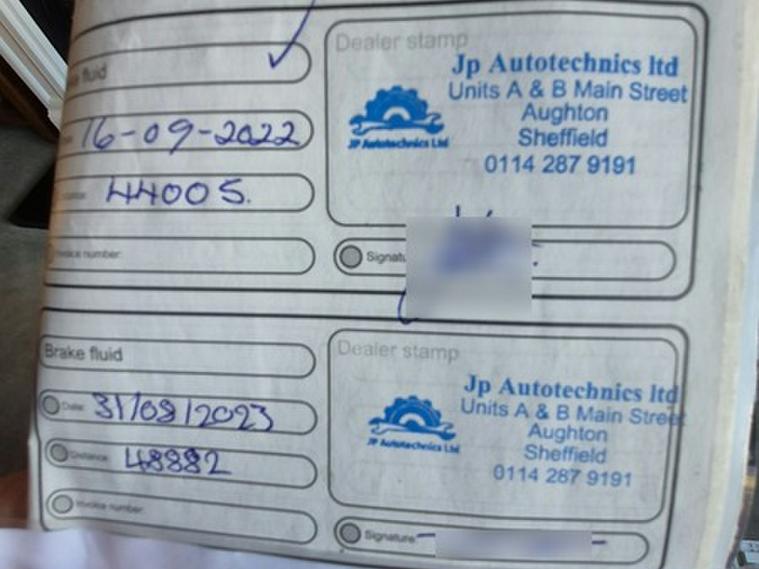 fluid
Dealer stamp
Jp Autotechnics ltd
Units A & B Main Street
Aughton
Sheffield
0114 287 9191
JP Autotechnics Ltd
16-09-2022
44005.
Invoice number:
Signatu
Brake fluid
Dealer stamp
Jp Autotechnics ltd
Units A & B Main Street
Aughton
Sheffield
0114 287 9191
JP Autotechnics Ltd
Date: 31/08/2023
Distance: 48882
Invoice number:
Signature: